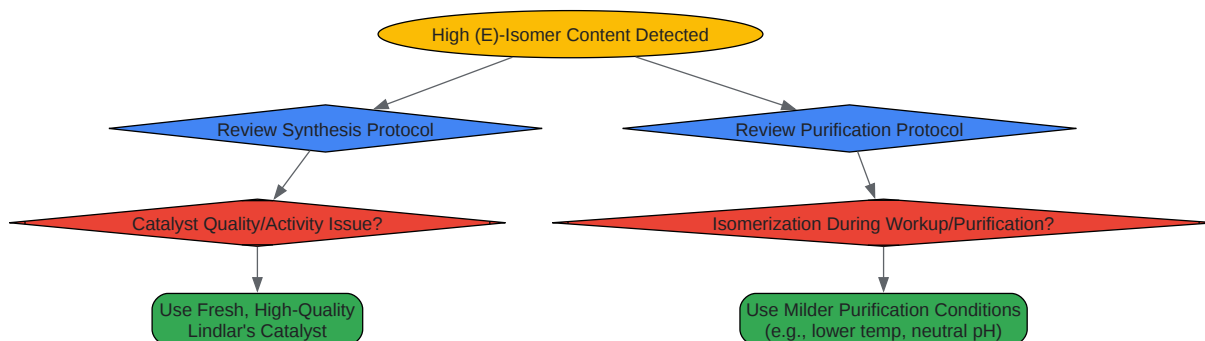 High (E)-Isomer Content Detected
Review Synthesis Protocol
Review Purification Protocol
Catalyst Quality/Activity Issue?
Isomerization During Workup/Purification?
Use Fresh, High-Quality
Lindlar's Catalyst
Use Milder Purification Conditions
(e.g., lower temp, neutral pH)